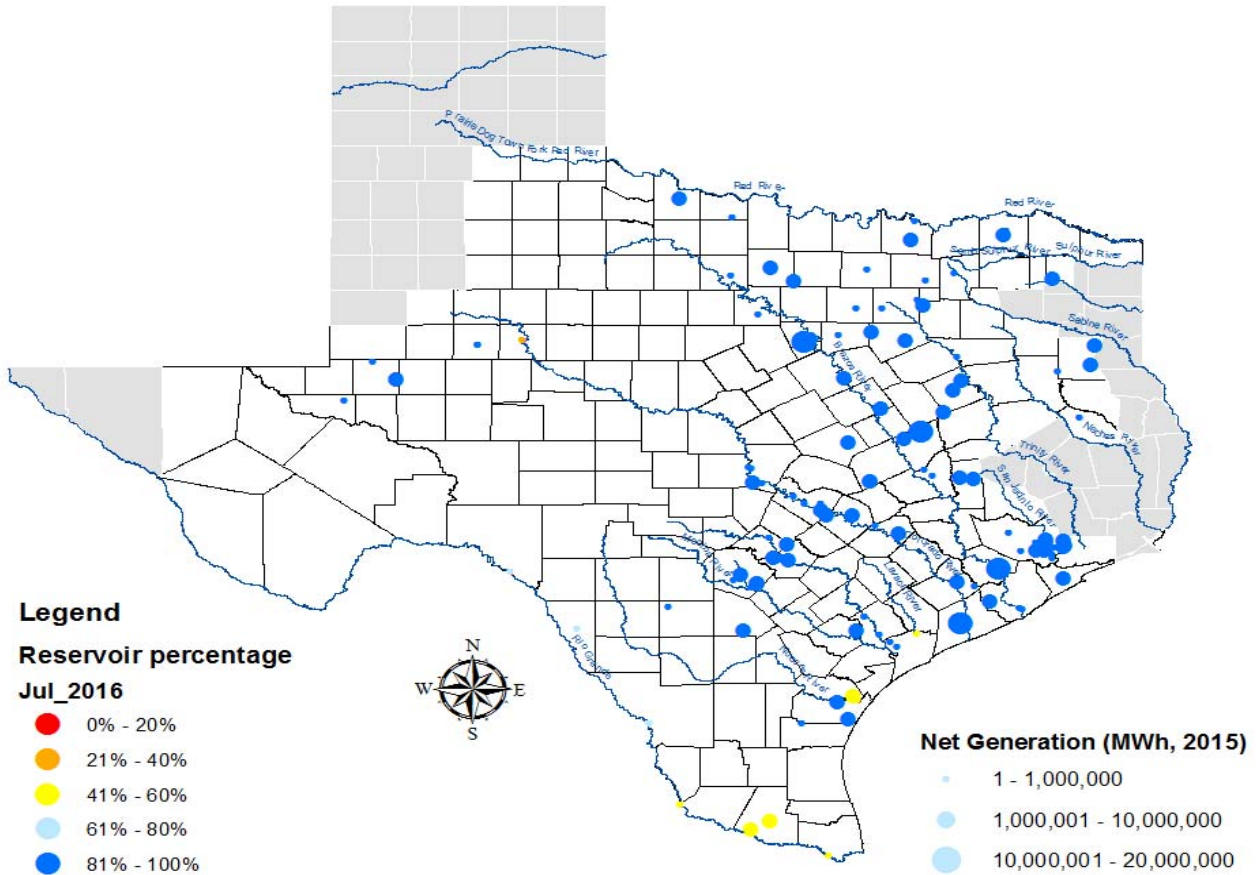 Prairie Dog Town Fork Red River
Red River
Red River
Sulphur River
Sabine River
Brazos River
Neches River
Trinity River
San Jacinto River
Colorado River
Lavaca River
Rio Grande
Legend
Reservoir percentage
Jul_2016
0% - 20%
21% - 40%
41% - 60%
61% - 80%
81% - 100%
N
W E
S
Net Generation (MWh, 2015)
1 - 1,000,000
1,000,001 - 10,000,000
10,000,001 - 20,000,000